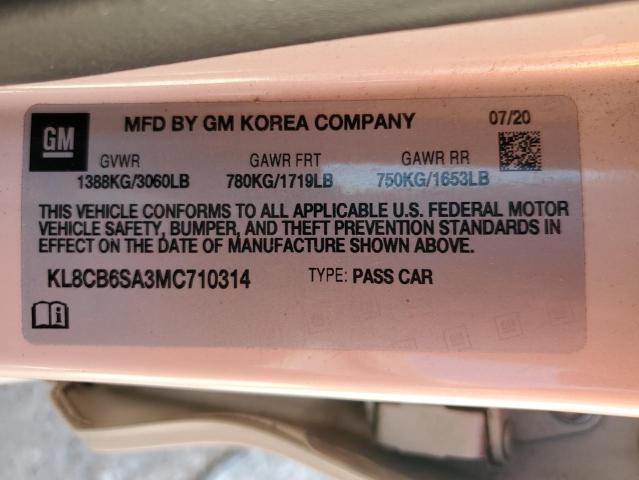 GM
MFD BY GM KOREA COMPANY
07/20
GVWR GAWR FRT GAWR RR
1388KG/3060LB 780KG/1719LB 750KG/1653LB
THIS VEHICLE CONFORMS TO ALL APPLICABLE U.S. FEDERAL MOTOR
VEHICLE SAFETY, BUMPER, AND THEFT PREVENTION STANDARDS IN
EFFECT ON THE DATE OF MANUFACTURE SHOWN ABOVE.
KL8CB6SA3MC710314 TYPE: PASS CAR